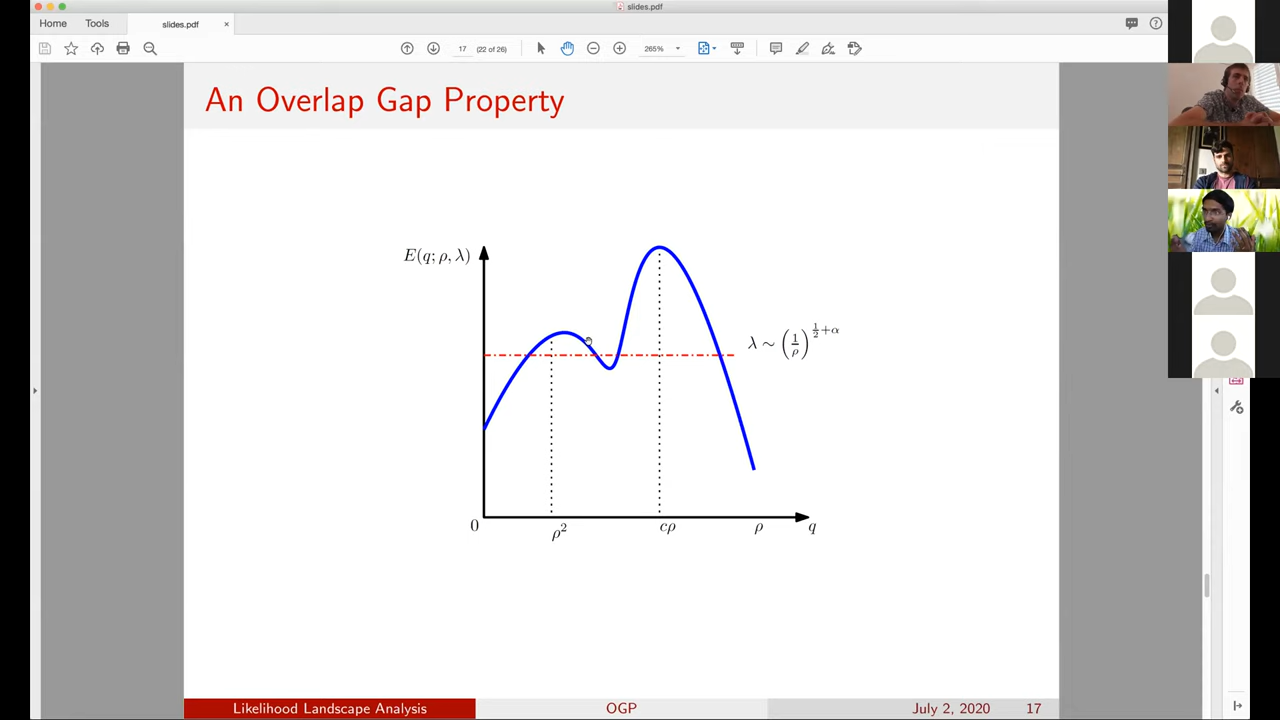 slides.pdf
Home
Tools
slides.pdf
×
17
(22 of 26)
265%
An Overlap Gap Property
E(q; ρ, λ)
λ ∼ (1/ρ)^{1/2+α}
0
ρ²
cρ
ρ
q
Likelihood Landscape Analysis
OGP
July 2, 2020
17